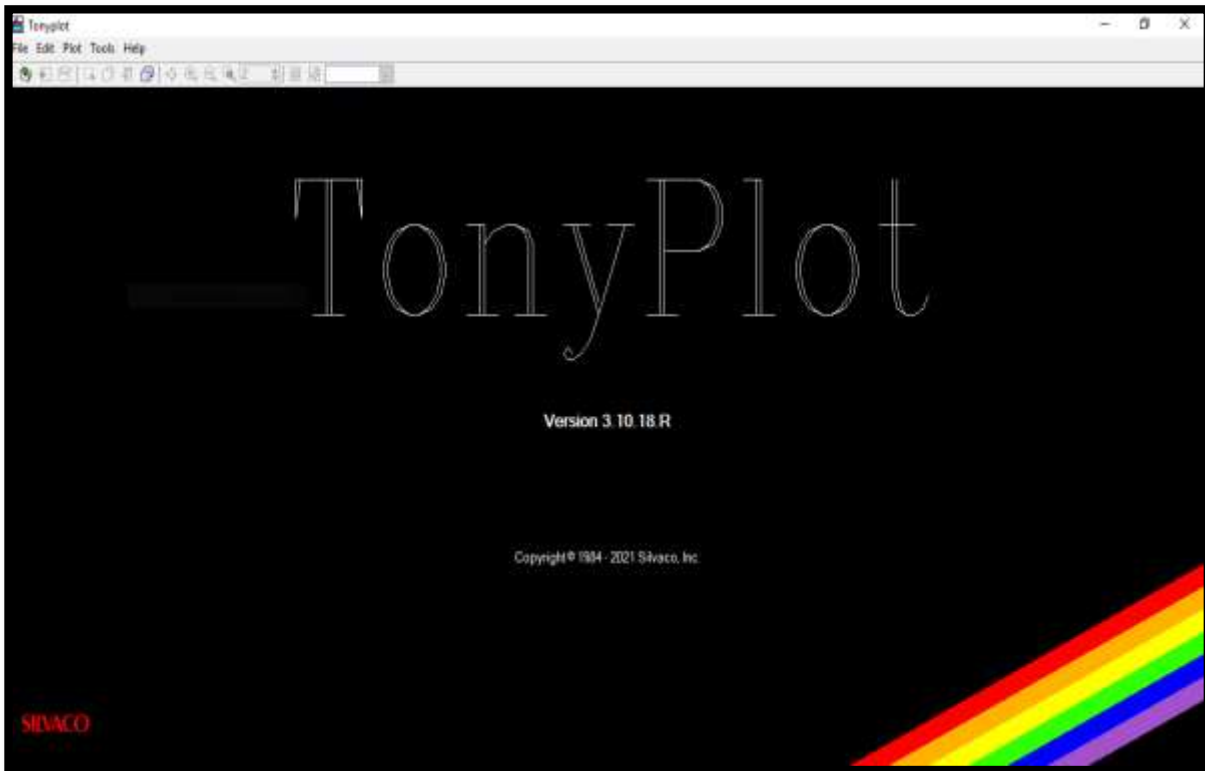 Tonyplot
File Edit Plot Tools Help
TonyPlot
Version 3.10.18.R
Copyright © 1984 - 2021 Silvaco, Inc.
SILVACO